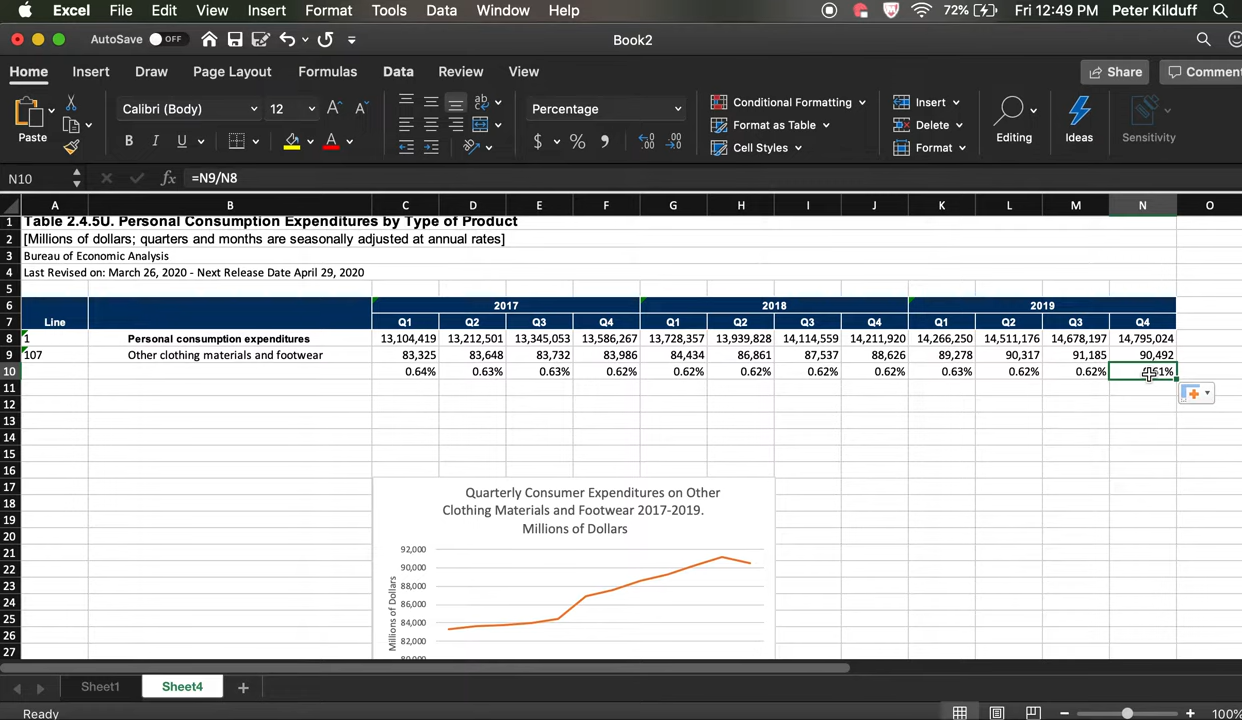 Excel File Edit View Insert Format Tools Data Window Help 72% Fri 12:49 PM Peter Kilduff
AutoSave OFF Book2
Home Insert Draw Page Layout Formulas Data Review View Share Commen
Paste Calibri (Body) 12 A A ab Percentage Conditional Formatting Insert Editing Ideas Sensitivity
Format as Table Delete
B I U A $ % Cell Styles Format
N10 fx =N9/N8
A B C D E F G H I J K L M N O
1 Table 2.4.5U. Personal Consumption Expenditures by Type of Product
2 [Millions of dollars; quarters and months are seasonally adjusted at annual rates]
3 Bureau of Economic Analysis
4 Last Revised on: March 26, 2020 - Next Release Date April 29, 2020
5
6 2017 2018 2019
7 Line Q1 Q2 Q3 Q4 Q1 Q2 Q3 Q4 Q1 Q2 Q3 Q4
8 1 Personal consumption expenditures 13,104,419 13,212,501 13,345,053 13,586,267 13,728,357 13,939,828 14,114,559 14,211,920 14,266,250 14,511,176 14,678,197 14,795,024
9 107 Other clothing materials and footwear 83,325 83,648 83,732 83,986 84,434 86,861 87,537 88,626 89,278 90,317 91,185 90,492
10 0.64% 0.63% 0.63% 0.62% 0.62% 0.62% 0.62% 0.62% 0.63% 0.62% 0.62%
11
12
13
14
15
16
17
18
19
20
21
22
23
24
25
26
27
Quarterly Consumer Expenditures on Other
Clothing Materials and Footwear 2017-2019.
Millions of Dollars
Millions of Dollars
92,000
90,000
88,000
86,000
84,000
82,000
Sheet1 Sheet4 +
Ready 100%